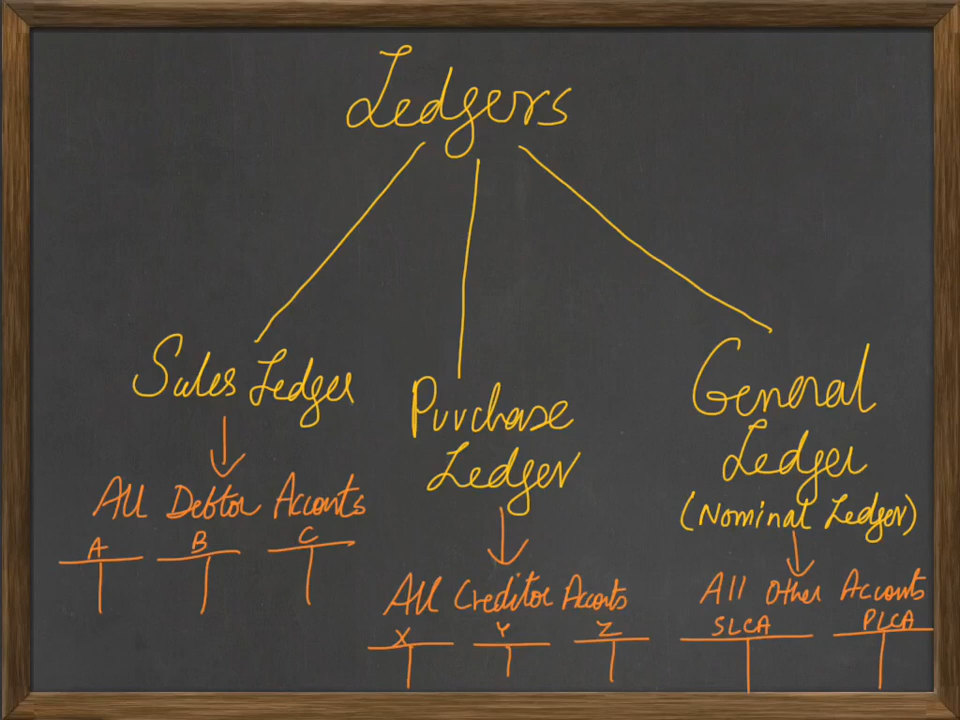 Ledgers
Sales Ledger
All Debtor Accounts
A B C
Purchase
Ledger
All Creditor Accounts
X Y Z
General
Ledger
(Nominal Ledger)
All Other Accounts
SLCA PLCA